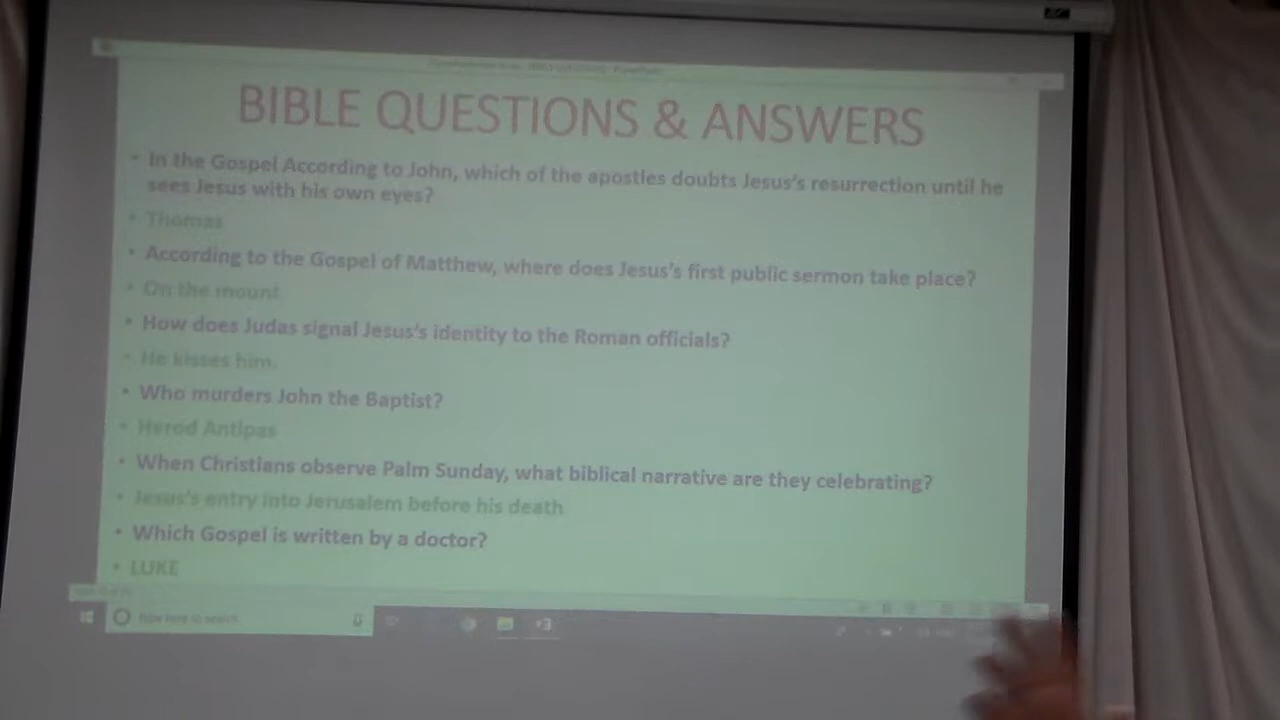 BIBLE QUESTIONS & ANSWERS
• In the Gospel According to John, which of the apostles doubts Jesus's resurrection until he
sees Jesus with his own eyes?
• Thomas
• According to the Gospel of Matthew, where does Jesus's first public sermon take place?
• On the mount
• How does Judas signal Jesus's identity to the Roman officials?
• He kisses him.
• Who murders John the Baptist?
• Herod Antipas
• When Christians observe Palm Sunday, what biblical narrative are they celebrating?
• Jesus's entry into Jerusalem before his death
• Which Gospel is written by a doctor?
• LUKE
here to search